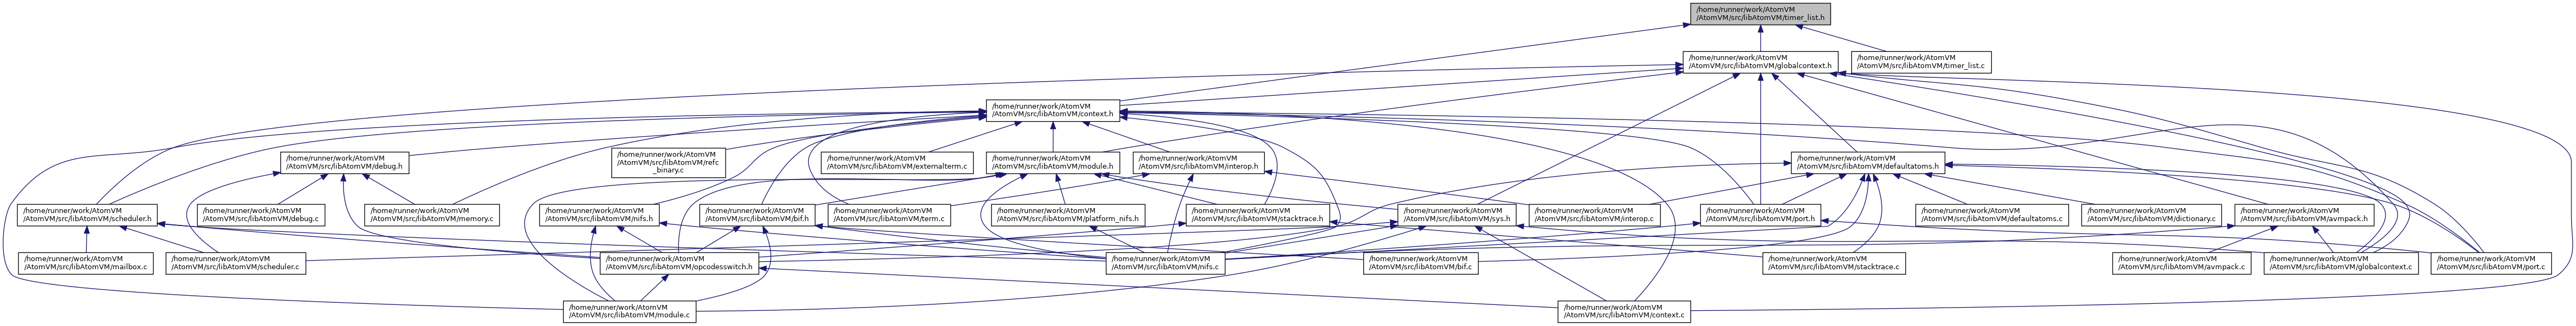 /home/runner/work/AtomVM
/AtomVM/src/libAtomVM/timer_list.h
/home/runner/work/AtomVM
/AtomVM/src/libAtomVM/globalcontext.h
/home/runner/work/AtomVM
/AtomVM/src/libAtomVM/timer_list.c
/home/runner/work/AtomVM
/AtomVM/src/libAtomVM/context.h
/home/runner/work/AtomVM
/AtomVM/src/libAtomVM/debug.h
/home/runner/work/AtomVM
/AtomVM/src/libAtomVM/refc
_binary.c
/home/runner/work/AtomVM
/AtomVM/src/libAtomVM/externalterm.c
/home/runner/work/AtomVM
/AtomVM/src/libAtomVM/module.h
/home/runner/work/AtomVM
/AtomVM/src/libAtomVM/interop.h
/home/runner/work/AtomVM
/AtomVM/src/libAtomVM/defaultatoms.h
/home/runner/work/AtomVM
/AtomVM/src/libAtomVM/scheduler.h
/home/runner/work/AtomVM
/AtomVM/src/libAtomVM/debug.c
/home/runner/work/AtomVM
/AtomVM/src/libAtomVM/memory.c
/home/runner/work/AtomVM
/AtomVM/src/libAtomVM/nifs.h
/home/runner/work/AtomVM
/AtomVM/src/libAtomVM/bif.h
/home/runner/work/AtomVM
/AtomVM/src/libAtomVM/term.c
/home/runner/work/AtomVM
/AtomVM/src/libAtomVM/platform_nifs.h
/home/runner/work/AtomVM
/AtomVM/src/libAtomVM/stacktrace.h
/home/runner/work/AtomVM
/AtomVM/src/libAtomVM/sys.h
/home/runner/work/AtomVM
/AtomVM/src/libAtomVM/interop.c
/home/runner/work/AtomVM
/AtomVM/src/libAtomVM/port.h
/home/runner/work/AtomVM
/AtomVM/src/libAtomVM/defaultatoms.c
/home/runner/work/AtomVM
/AtomVM/src/libAtomVM/dictionary.c
/home/runner/work/AtomVM
/AtomVM/src/libAtomVM/avmpack.h
/home/runner/work/AtomVM
/AtomVM/src/libAtomVM/mailbox.c
/home/runner/work/AtomVM
/AtomVM/src/libAtomVM/scheduler.c
/home/runner/work/AtomVM
/AtomVM/src/libAtomVM/opcodesswitch.h
/home/runner/work/AtomVM
/AtomVM/src/libAtomVM/nifs.c
/home/runner/work/AtomVM
/AtomVM/src/libAtomVM/bif.c
/home/runner/work/AtomVM
/AtomVM/src/libAtomVM/stacktrace.c
/home/runner/work/AtomVM
/AtomVM/src/libAtomVM/avmpack.c
/home/runner/work/AtomVM
/AtomVM/src/libAtomVM/globalcontext.c
/home/runner/work/AtomVM
/AtomVM/src/libAtomVM/port.c
/home/runner/work/AtomVM
/AtomVM/src/libAtomVM/module.c
/home/runner/work/AtomVM
/AtomVM/src/libAtomVM/context.c